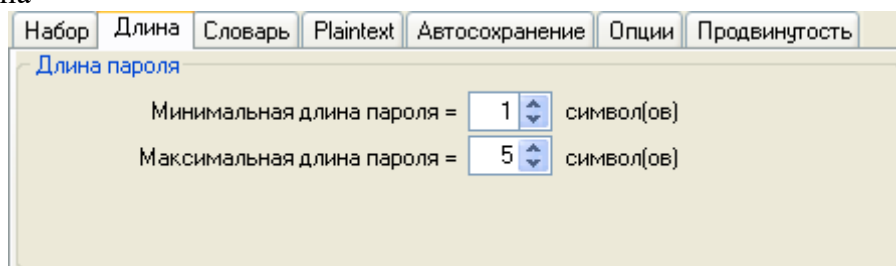 на
Набор Длина Словарь Plaintext Автосохранение Опции Продвинутость
Длина пароля
Минимальная длина пароля = 1 символ(ов)
Максимальная длина пароля = 5 символ(ов)